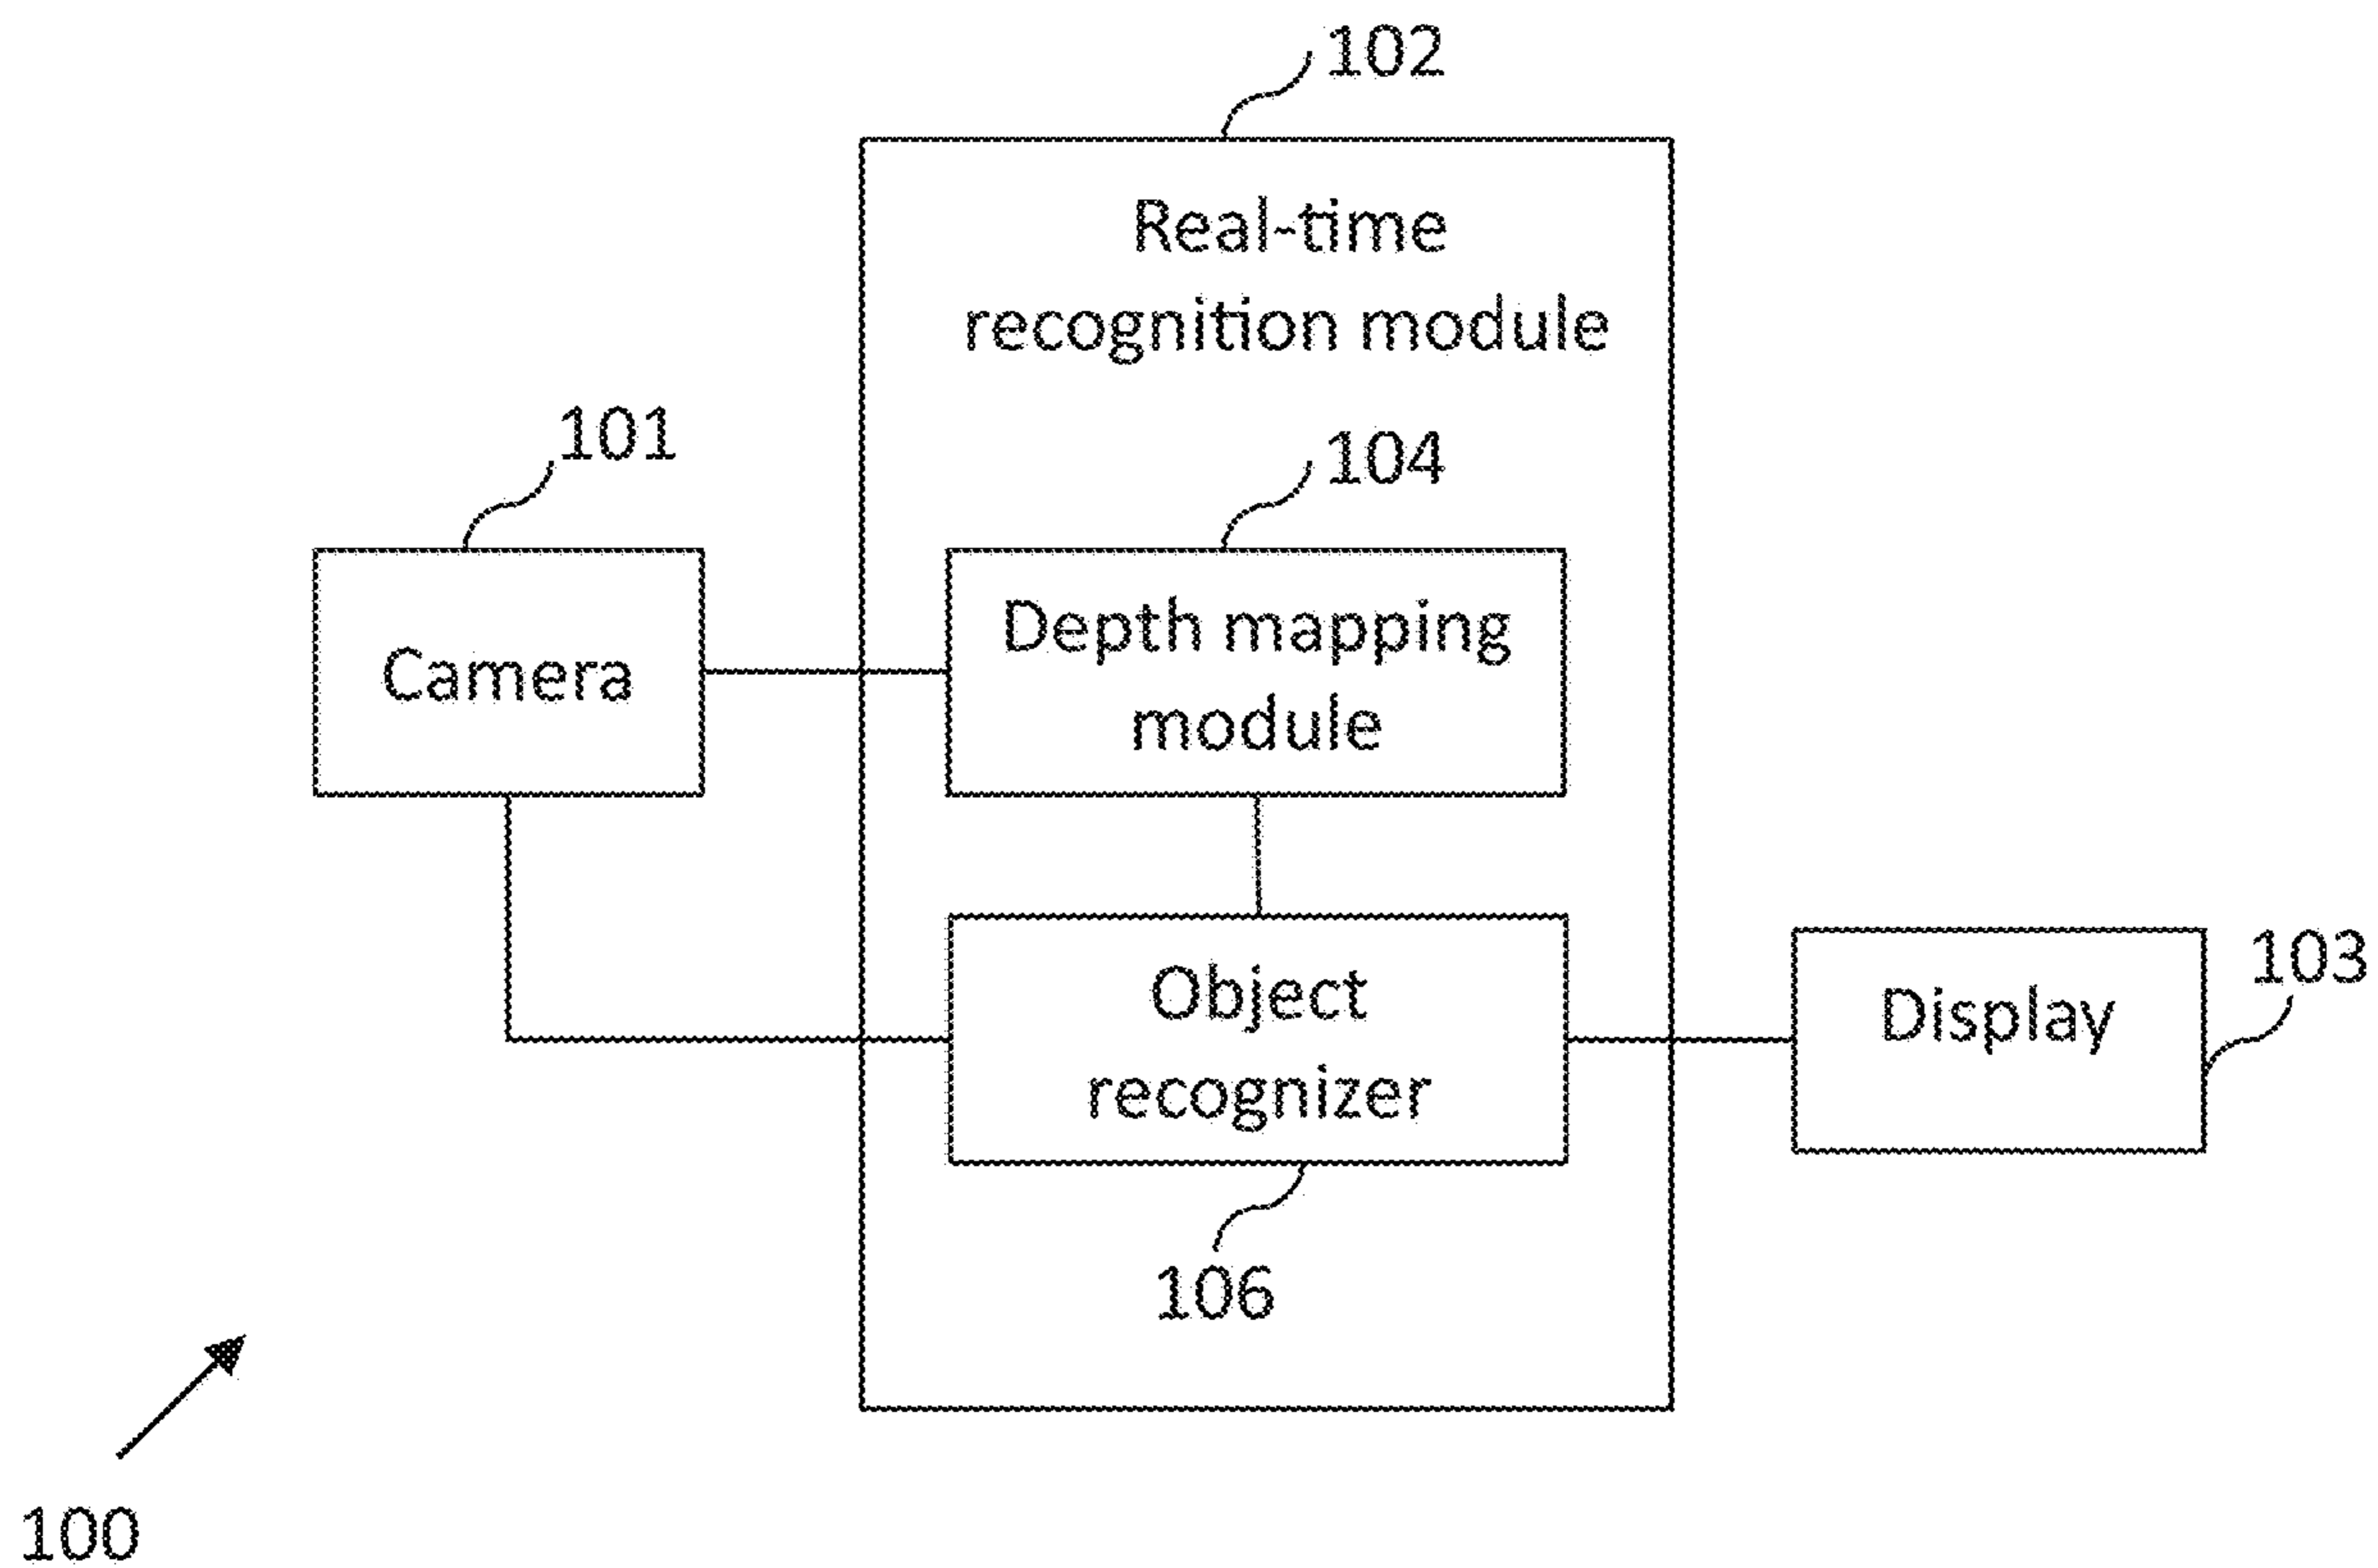 102
Real-time
recognition module
101
104
Camera
Depth mapping
module
Object
recognizer
Display
103
106
100